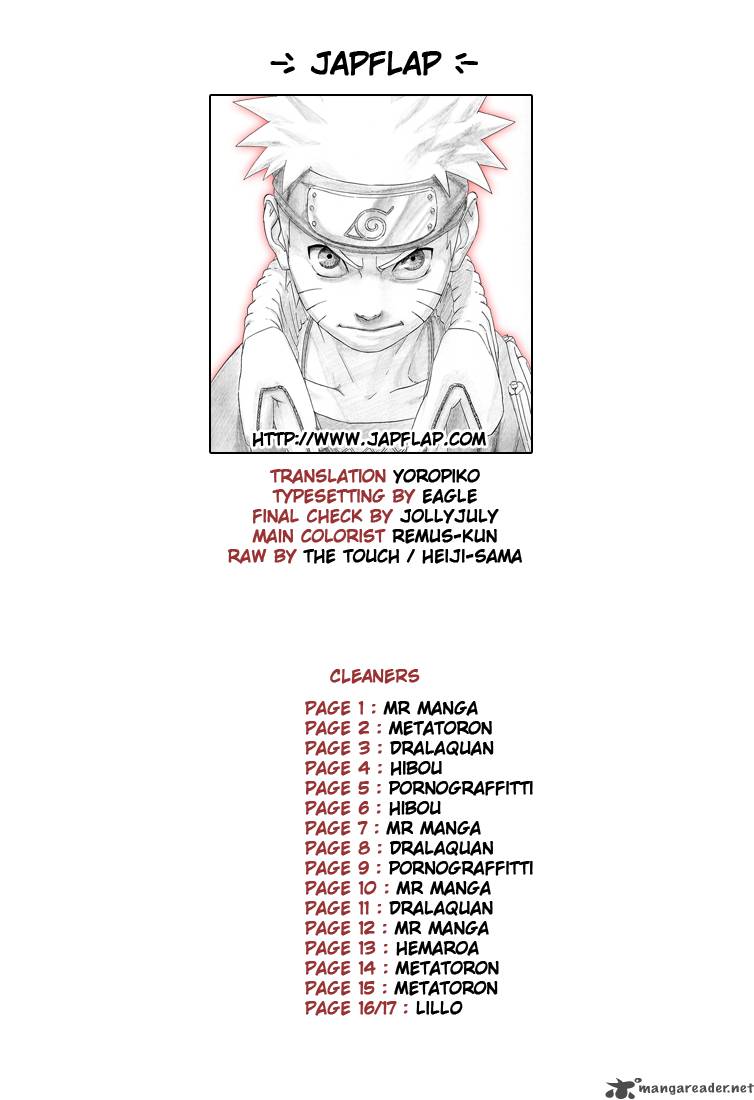 JAPFLAP
HTTP://WWW.JAPFLAP.COM
TRANSLATION YOROPIKO
TYPESETTING BY EAGLE
FINAL CHECK BY JOLLYJULY
MAIN COLORIST REMUS-KUN
RAW BY THE TOUCH / HEIJI-SAMA
CLEANERS
PAGE 1 : MR MANGA
PAGE 2 : METATORON
PAGE 3 : DRALAQUAN
PAGE 4 : HIBOU
PAGE 5 : PORNOGRAFFITTI
PAGE 6 : HIBOU
PAGE 7 : MR MANGA
PAGE 8 : DRALAQUAN
PAGE 9 : PORNOGRAFFITTI
PAGE 10 : MR MANGA
PAGE 11 : DRALAQUAN
PAGE 12 : MR MANGA
PAGE 13 : HEMAROA
PAGE 14 : METATORON
PAGE 15 : METATORON
PAGE 16/17 : LILLO
mangareader.net